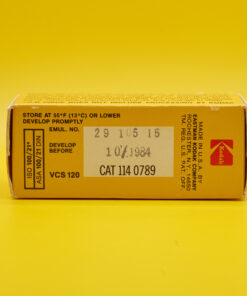 STORE AT 55°F (13°C) OR LOWER
DEVELOP PROMPTLY
EMUL. NO.
29 105 16
DEVELOP
BEFORE
10/1984
CAT 114 0789
ISO 100/21°
ASA 100/21 DIN
VCS 120
MADE IN U.S.A. BY
EASTMAN KODAK COMPANY
ROCHESTER, N.Y. 14650
TM. REG. U.S. PAT. OFF.
Kodak